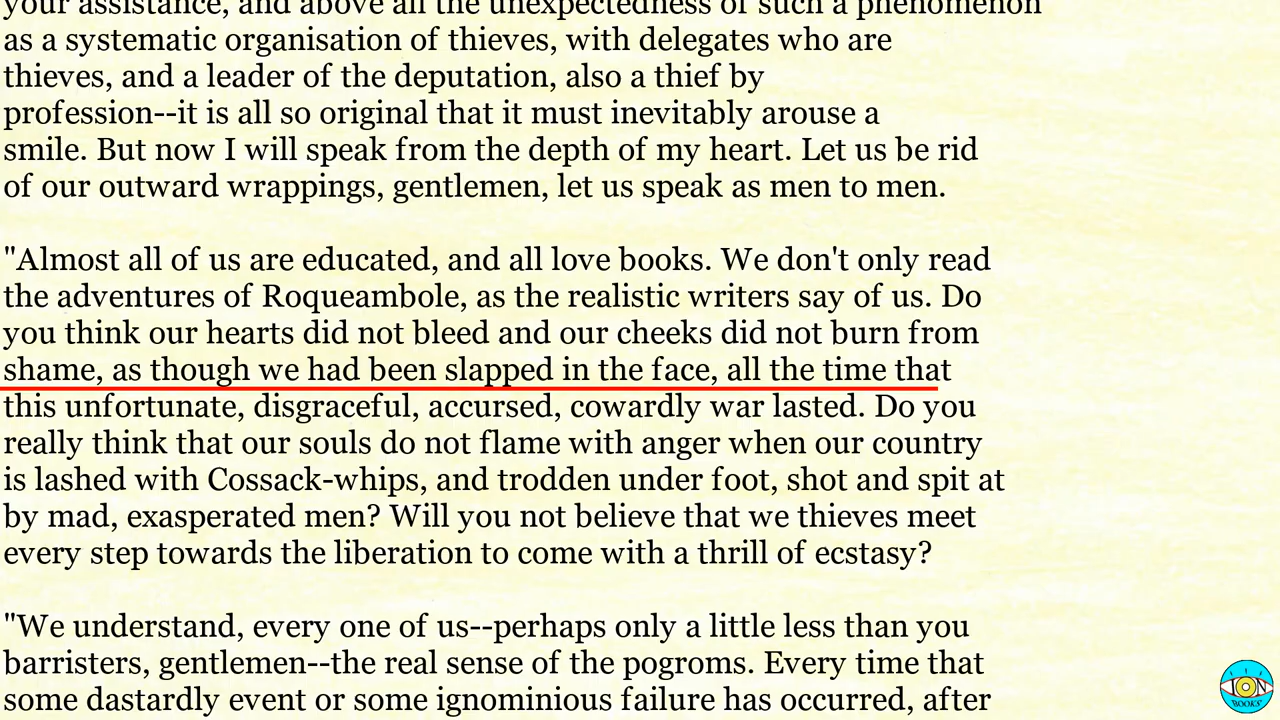 your assistance, and above all the unexpectedness of such a phenomenon
as a systematic organisation of thieves, with delegates who are
thieves, and a leader of the deputation, also a thief by
profession--it is all so original that it must inevitably arouse a
smile. But now I will speak from the depth of my heart. Let us be rid
of our outward wrappings, gentlemen, let us speak as men to men.
"Almost all of us are educated, and all love books. We don't only read
the adventures of Roqueambole, as the realistic writers say of us. Do
you think our hearts did not bleed and our cheeks did not burn from
shame, as though we had been slapped in the face, all the time that
this unfortunate, disgraceful, accursed, cowardly war lasted. Do you
really think that our souls do not flame with anger when our country
is lashed with Cossack-whips, and trodden under foot, shot and spit at
by mad, exasperated men? Will you not believe that we thieves meet
every step towards the liberation to come with a thrill of ecstasy?
"We understand, every one of us--perhaps only a little less than you
barristers, gentlemen--the real sense of the pogroms. Every time that
some dastardly event or some ignominious failure has occurred, after
ION
BOOKS